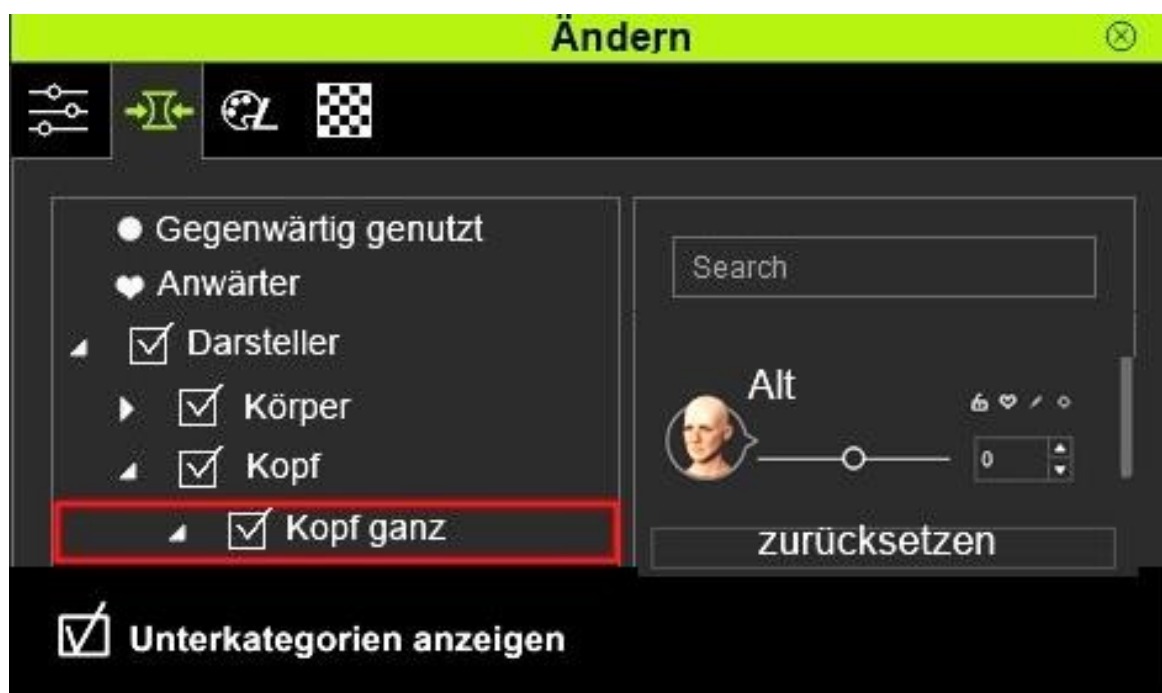 Ändern
Gegenwärtig genutzt
Anwärter
Darsteller
Körper
Kopf
Kopf ganz
Search
Alt
0
zurücksetzen
Unterkategorien anzeigen